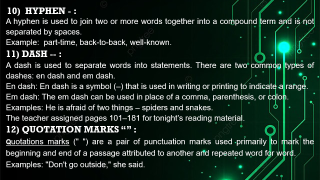 10) HYPHEN - :
A hyphen is used to join two or more words together into a compound term and is not
separated by spaces.
Example: part-time, back-to-back, well-known.
11) DASH -- :
A dash is used to separate words into statements. There are two common types of
dashes: en dash and em dash.
En dash: En dash is a symbol (–) that is used in writing or printing to indicate a range.
Em dash: The em dash can be used in place of a comma, parenthesis, or colon.
Examples: He is afraid of two things – spiders and snakes.
The teacher assigned pages 101–181 for tonight's reading material.
12) QUOTATION MARKS “” :
Quotations marks (" ") are a pair of punctuation marks used primarily to mark the
beginning and end of a passage attributed to another and repeated word for word.
Examples: "Don't go outside," she said.